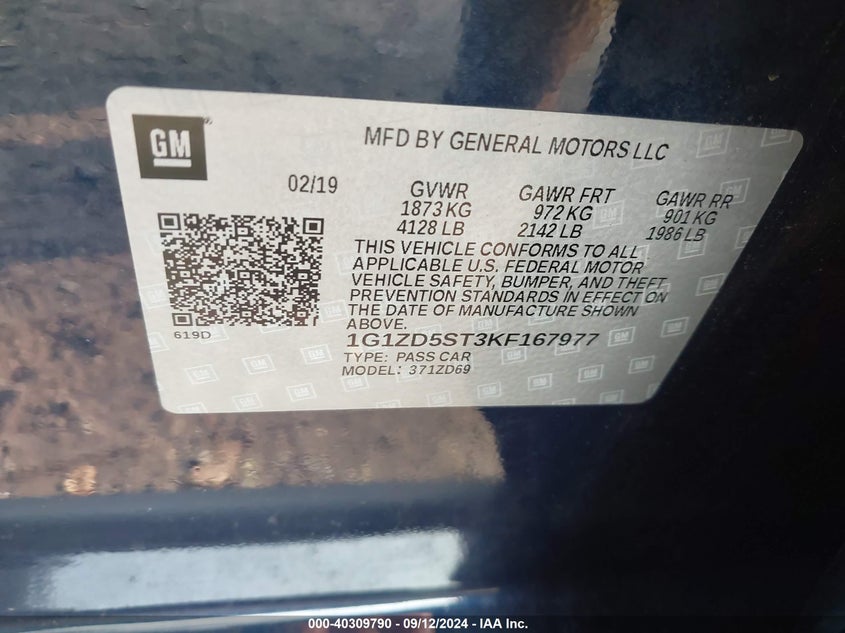 GM
MFD BY GENERAL MOTORS LLC
02/19 GVWR GAWR FRT GAWR RR
1873 KG 972 KG 901 KG
4128 LB 2142 LB 1986 LB
THIS VEHICLE CONFORMS TO ALL
APPLICABLE U.S. FEDERAL MOTOR
VEHICLE SAFETY, BUMPER, AND THEFT
PREVENTION STANDARDS IN EFFECT ON
THE DATE OF MANUFACTURE SHOWN
ABOVE.
619D
1G1ZD5ST3KF167977
TYPE: PASS CAR
MODEL: 371ZD69
000-40309790 - 09/12/2024 - IAA Inc.